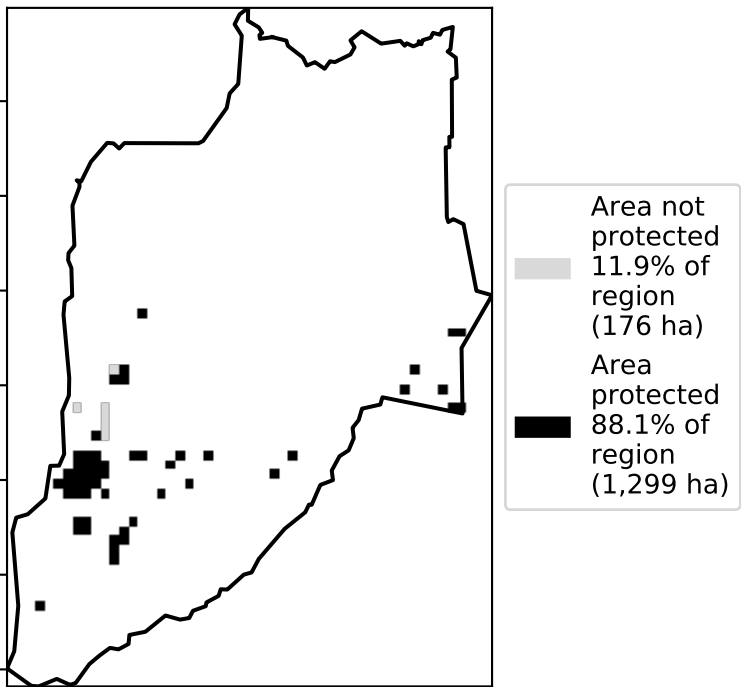 Area not
protected
11.9% of
region
(176 ha)
Area
protected
88.1% of
region
(1,299 ha)